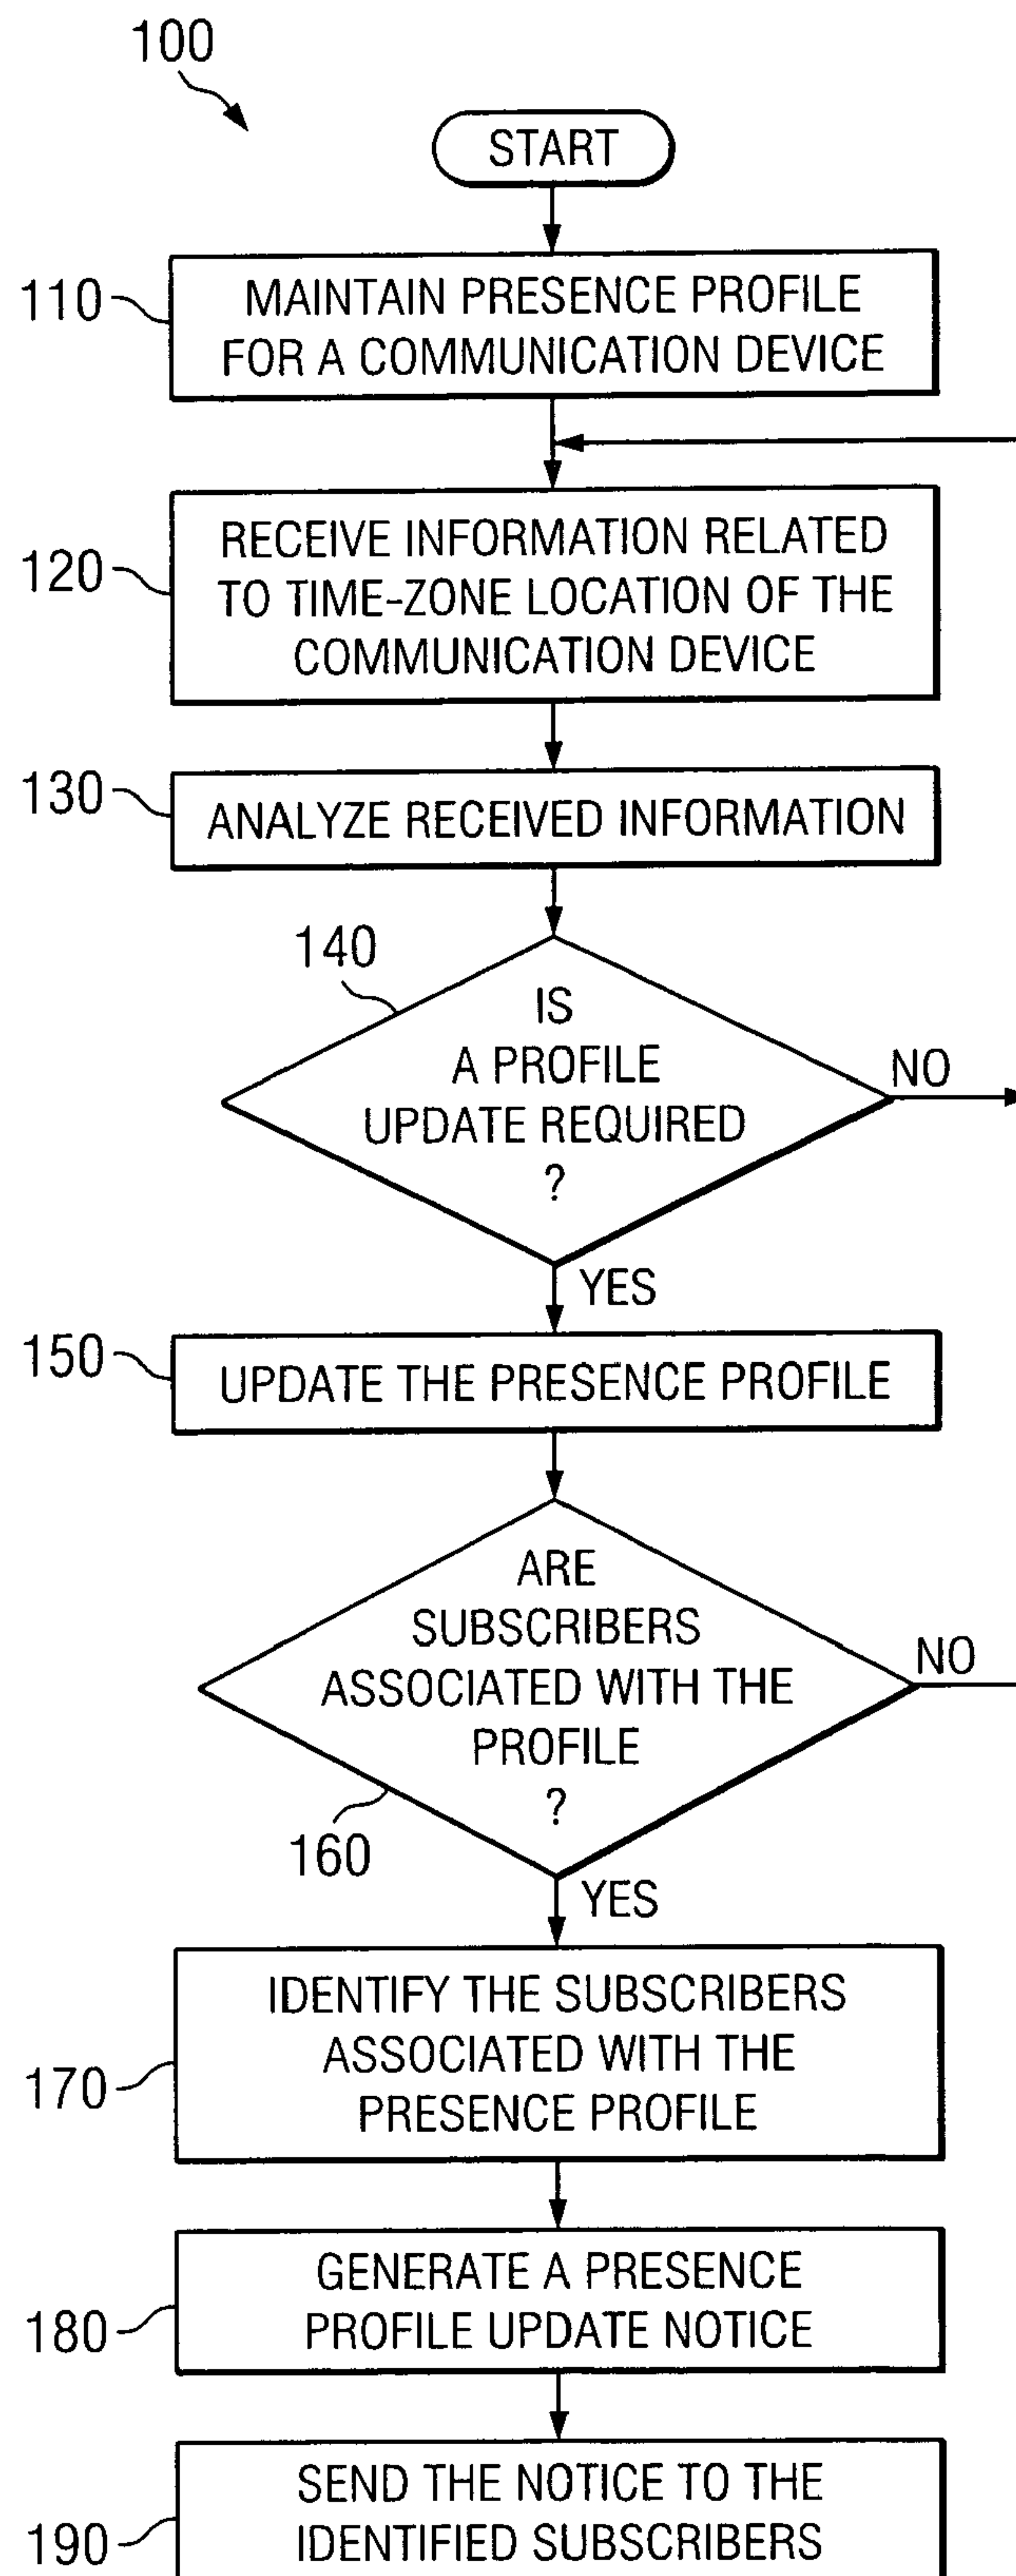 100
START
110
MAINTAIN PRESENCE PROFILE
FOR A COMMUNICATION DEVICE
120
RECEIVE INFORMATION RELATED
TO TIME-ZONE LOCATION OF THE
COMMUNICATION DEVICE
130
ANALYZE RECEIVED INFORMATION
140
IS
A PROFILE
UPDATE REQUIRED
?
NO
YES
150
UPDATE THE PRESENCE PROFILE
ARE
SUBSCRIBERS
ASSOCIATED WITH THE
PROFILE
?
NO
160
YES
170
IDENTIFY THE SUBSCRIBERS
ASSOCIATED WITH THE
PRESENCE PROFILE
180
GENERATE A PRESENCE
PROFILE UPDATE NOTICE
190
SEND THE NOTICE TO THE
IDENTIFIED SUBSCRIBERS